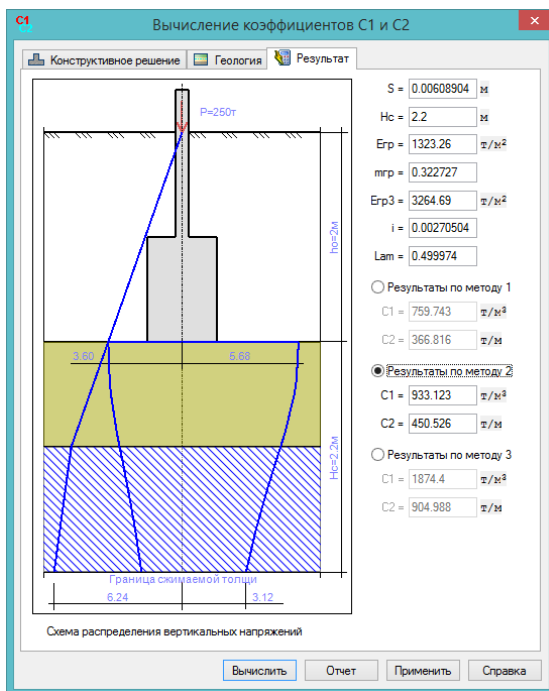 C1
C2
Вычисление коэффициентов C1 и C2
Конструктивное решение
Геология
Результат
P=250т
ho=2м
3.60
5.68
Hc=2.2м
Граница сжимаемой толщи
6.24
3.12
Схема распределения вертикальных напряжений
S = 0.00608904 м
Hc = 2.2 м
Eгр = 1323.26 т/м²
mгр = 0.322727
Eгр3 = 3264.69 т/м²
i = 0.00270504
Lam = 0.499974
Результаты по методу 1
C1 = 759.743 т/м³
C2 = 366.816 т/м
Результаты по методу 2
C1 = 933.123 т/м³
C2 = 450.526 т/м
Результаты по методу 3
C1 = 1874.4 т/м³
C2 = 904.988 т/м
Вычислить
Отчет
Применить
Справка